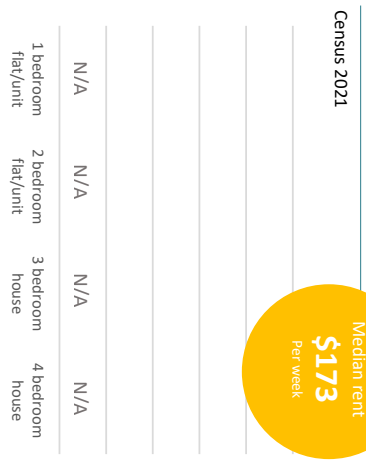 Census 2021
Median rent
$173
Per week
N/A
N/A
N/A
N/A
1 bedroom
flat/unit
2 bedroom
flat/unit
3 bedroom
house
4 bedroom
house